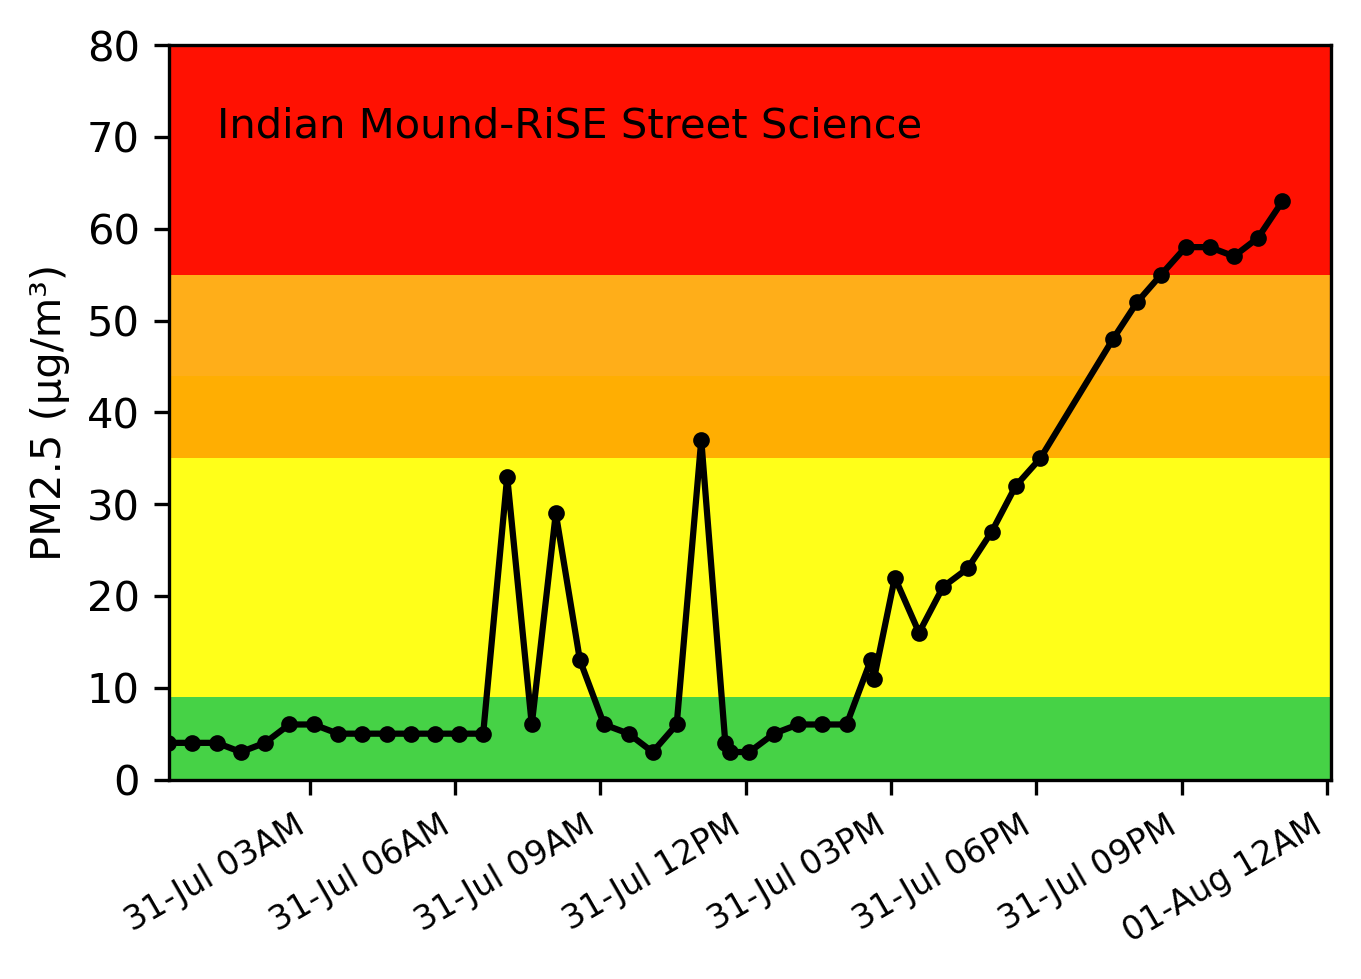 Indian Mound-RiSE Street Science
PM2.5 (µg/m³)
80
70
60
50
40
30
20
10
0
31-Jul 03AM
31-Jul 06AM
31-Jul 09AM
31-Jul 12PM
31-Jul 03PM
31-Jul 06PM
31-Jul 09PM
01-Aug 12AM